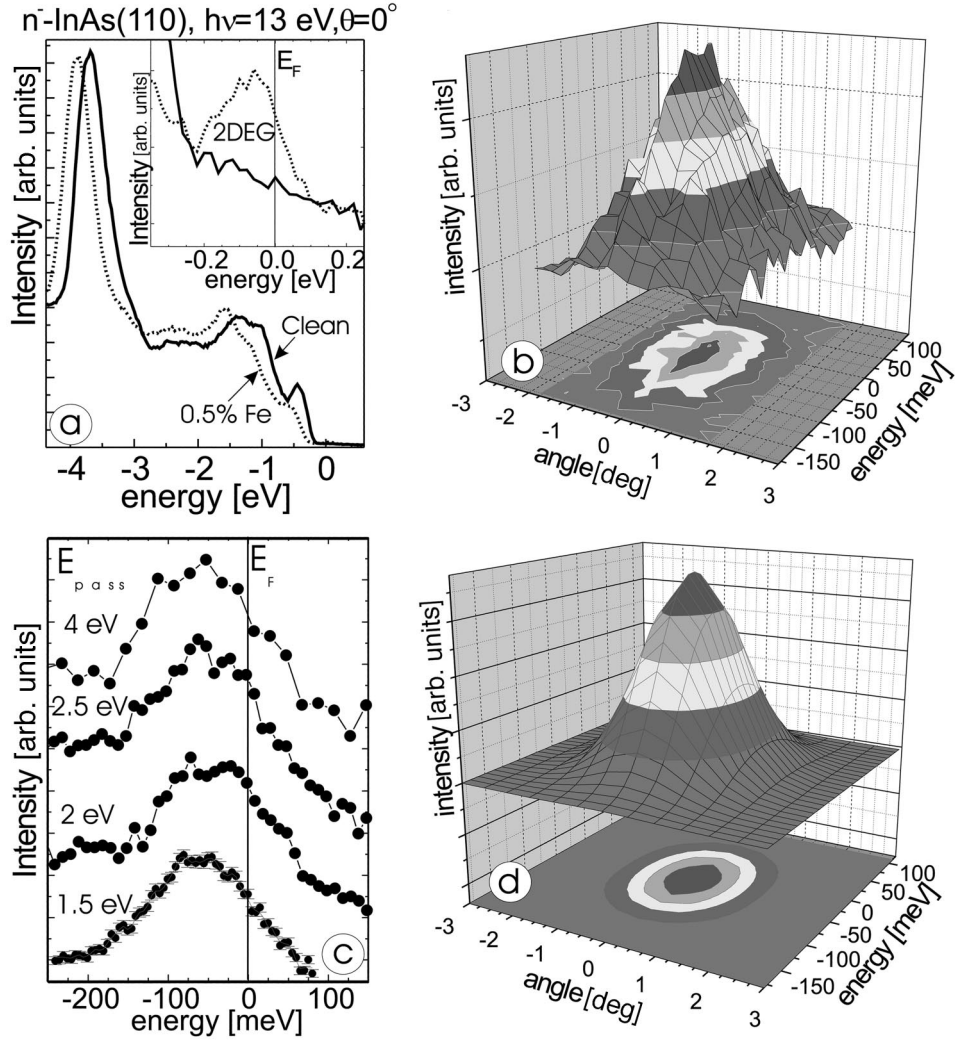 n⁻-InAs(110), hν=13 eV,θ=0°
Intensity [arb. units]
Intensity [arb. units]
E_F
2DEG
-0.2 0.0 0.2
energy [eV]
Clean
0.5% Fe
a
-4 -3 -2 -1 0
energy [eV]
intensity [arb. units]
b
-3 -2 -1 0 1 2 3
angle[deg]
-150 -100 -50 0 50 100
energy [meV]
E_pass
E_F
4 eV
2.5 eV
2 eV
1.5 eV
Intensity [arb. units]
c
-200 -100 0 100
energy [meV]
intensity [arb. units]
d
-3 -2 -1 0 1 2 3
angle[deg]
-150 -100 -50 0 50 100
energy [meV]